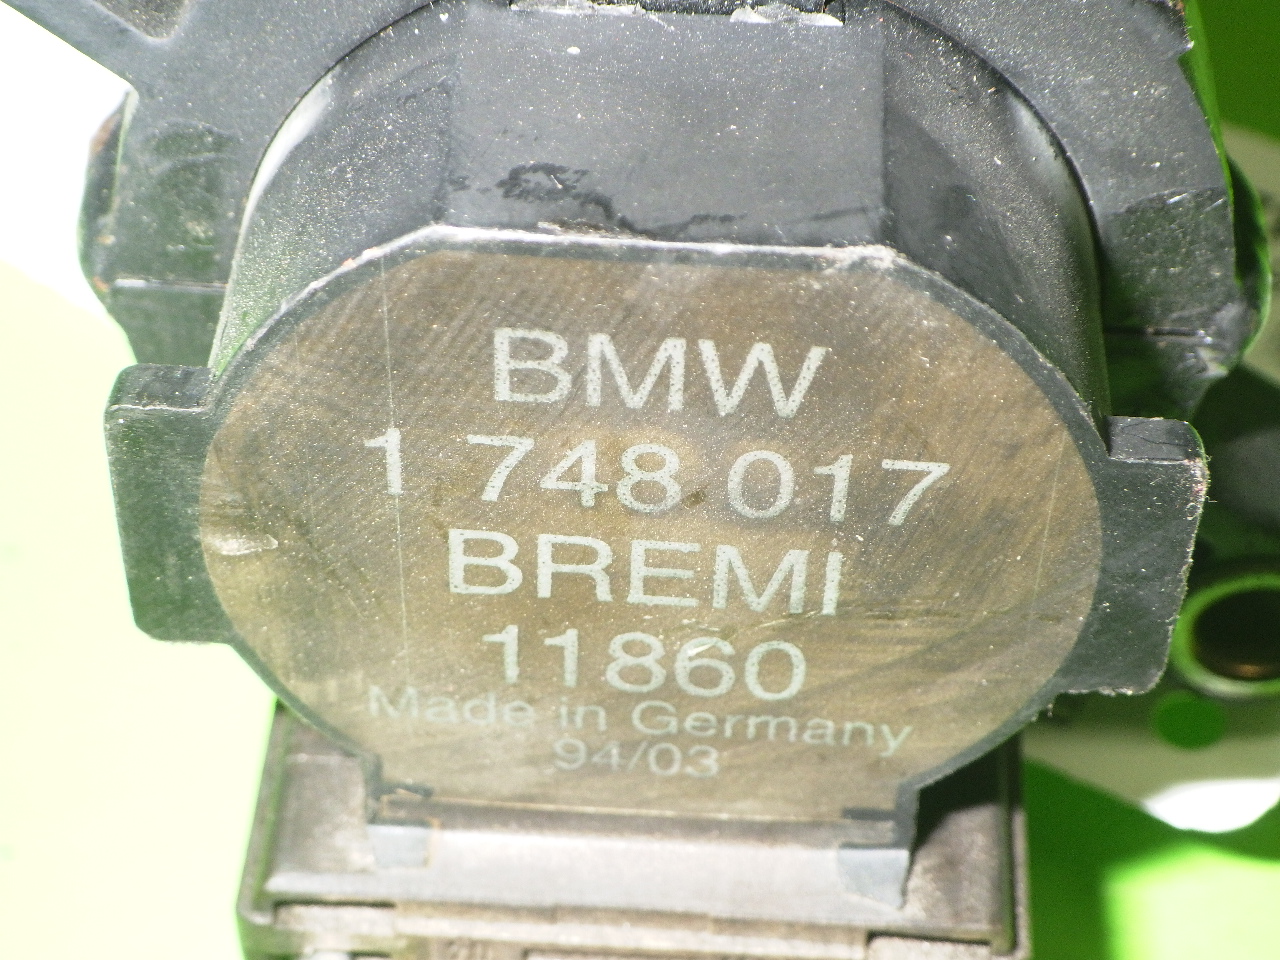 BMW
1 748 017
BREMI
11860
Made in Germany
94/03